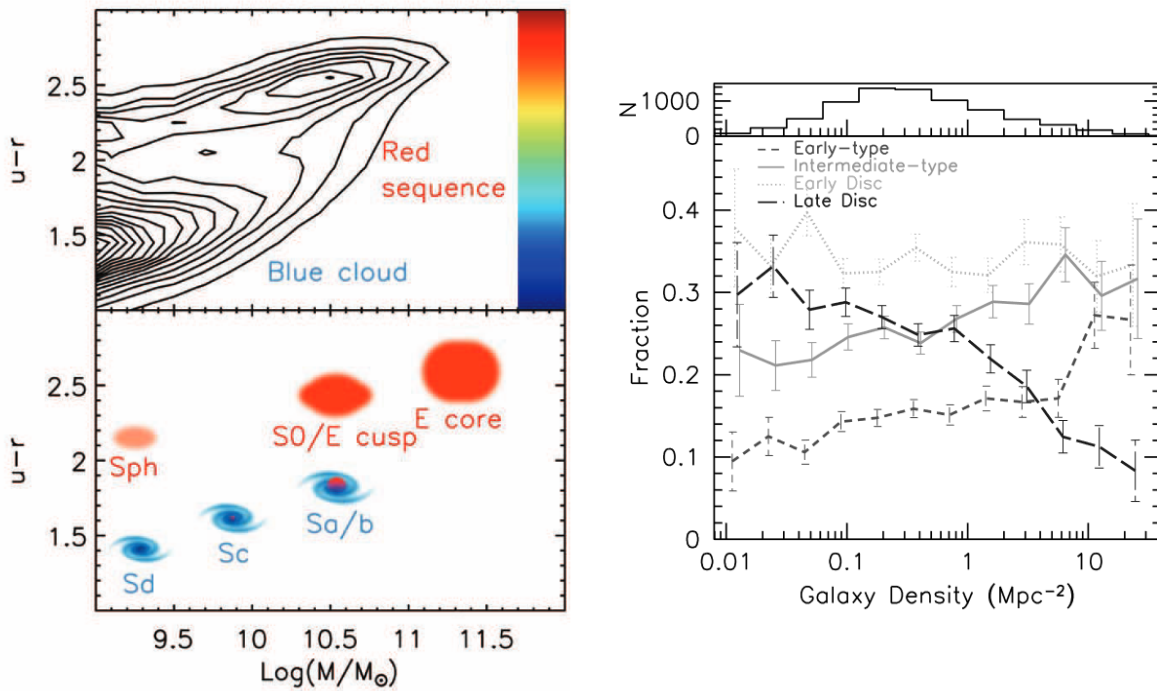 u−r
2.5
2
1.5
Red
sequence
Blue cloud
u−r
2.5
2
1.5
E core
S0/E cusp
Sph
Sa/b
Sc
Sd
9.5
10
10.5
11
11.5
Log(M/M⊙)
N
1000
0
Early−type
Intermediate−type
Early Disc
Late Disc
Fraction
0.4
0.3
0.2
0.1
0
0.01
0.1
1
10
Galaxy Density (Mpc⁻²)